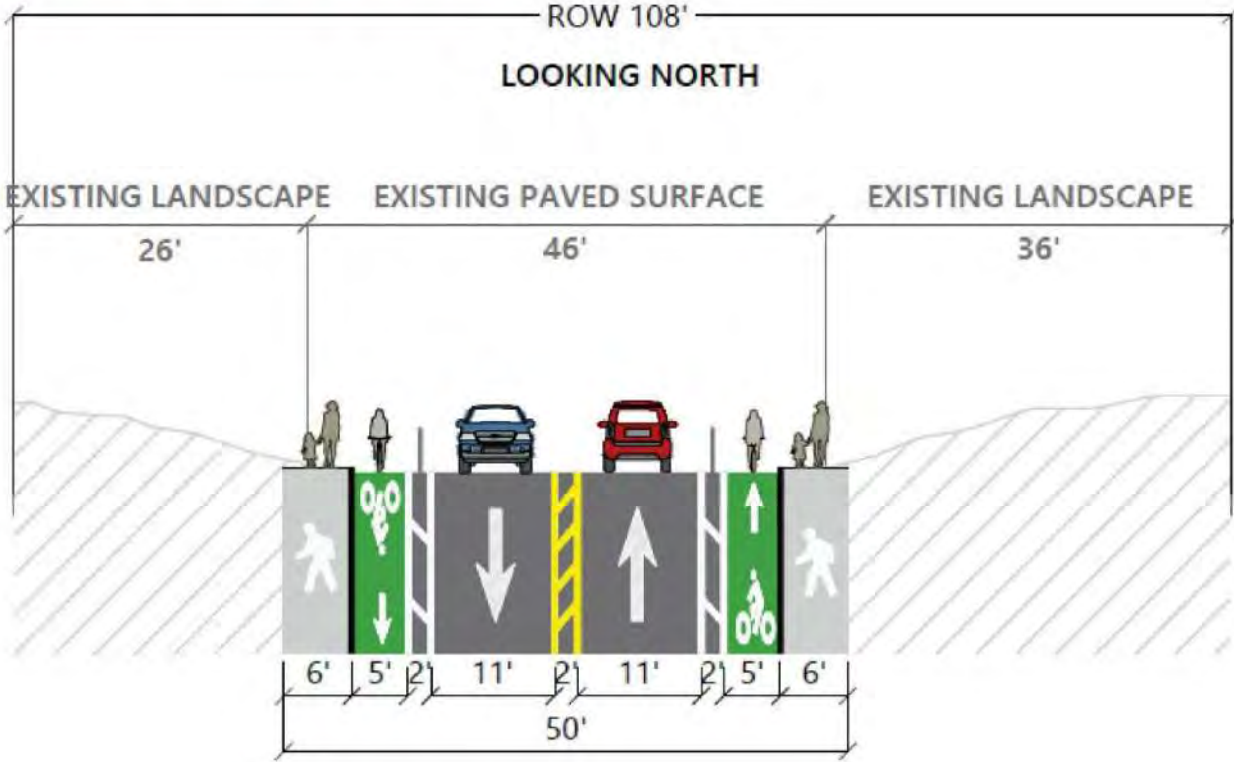 ROW 108'
LOOKING NORTH
EXISTING LANDSCAPE EXISTING PAVED SURFACE EXISTING LANDSCAPE
26' 46' 36'
6' 5' 2' 11' 2' 11' 2' 5' 6'
50'